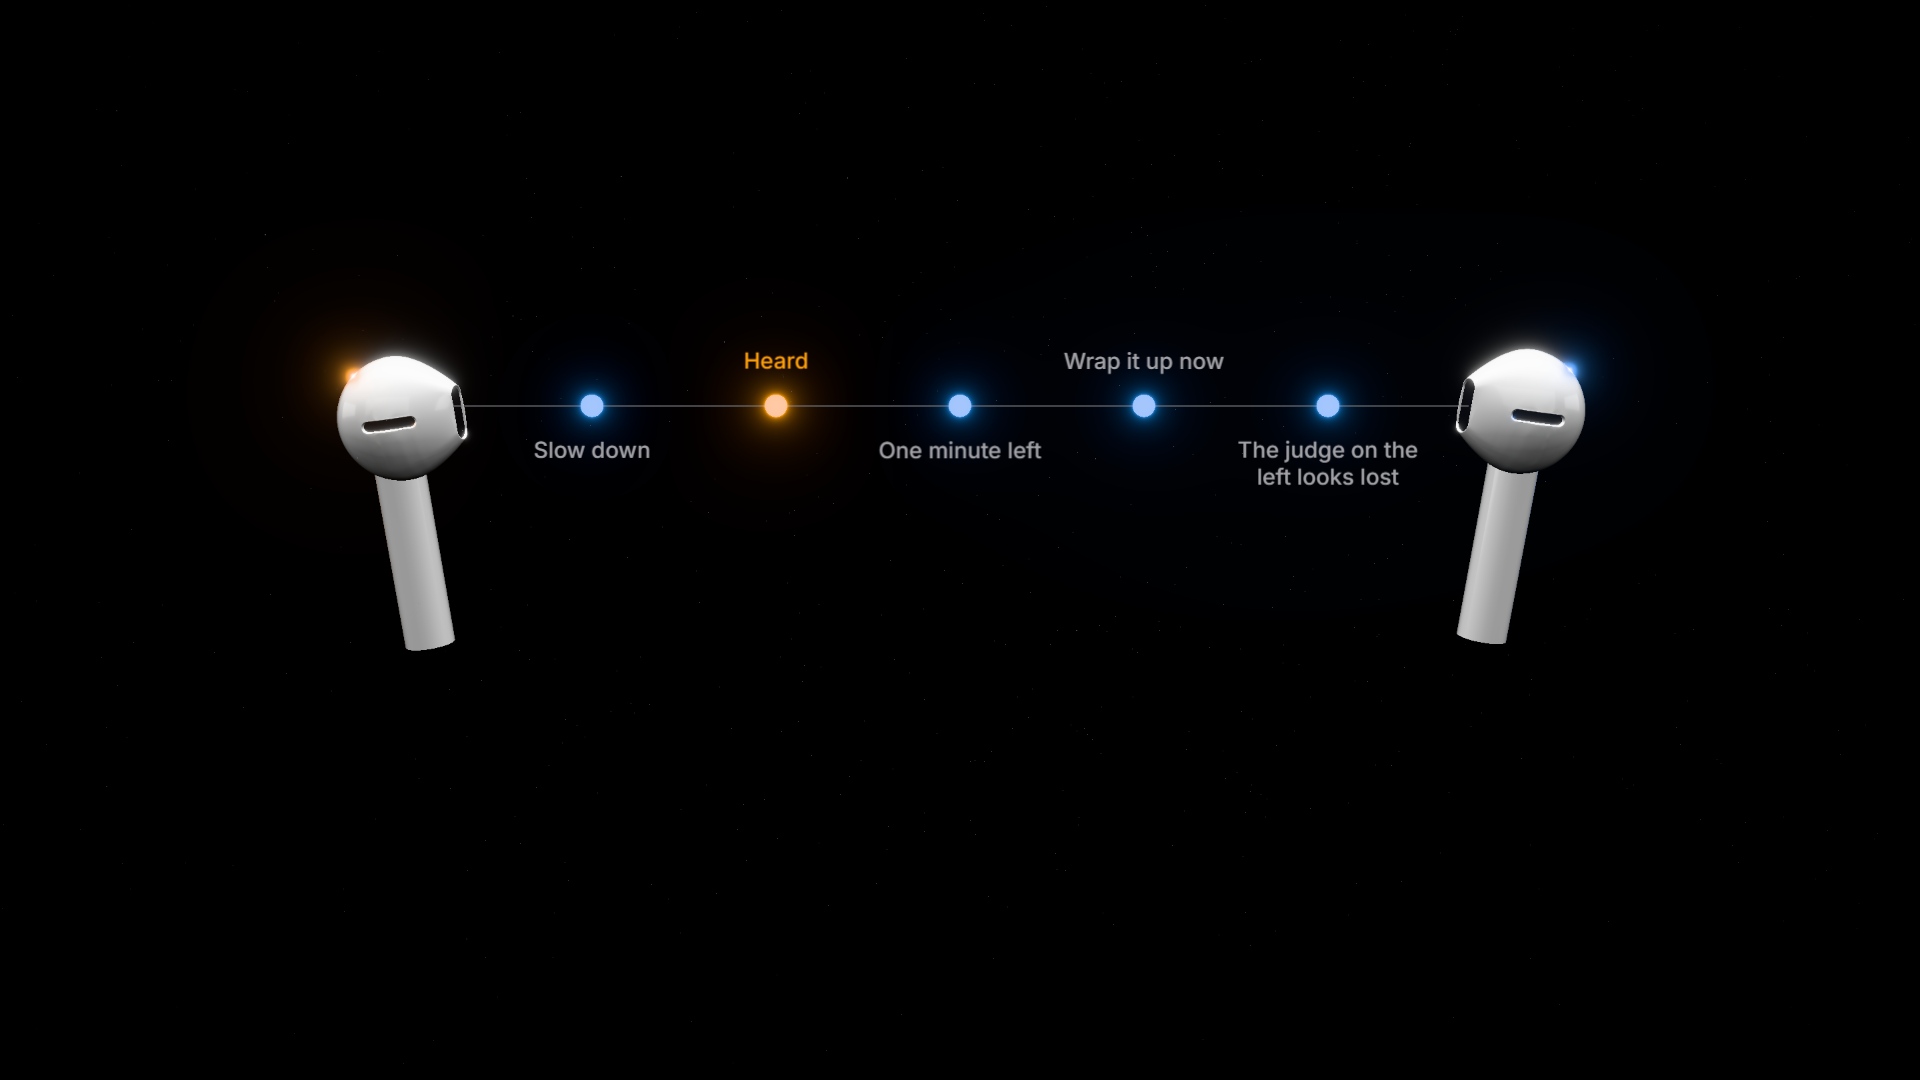 Heard
Wrap it up now
Slow down
One minute left
The judge on the
left looks lost